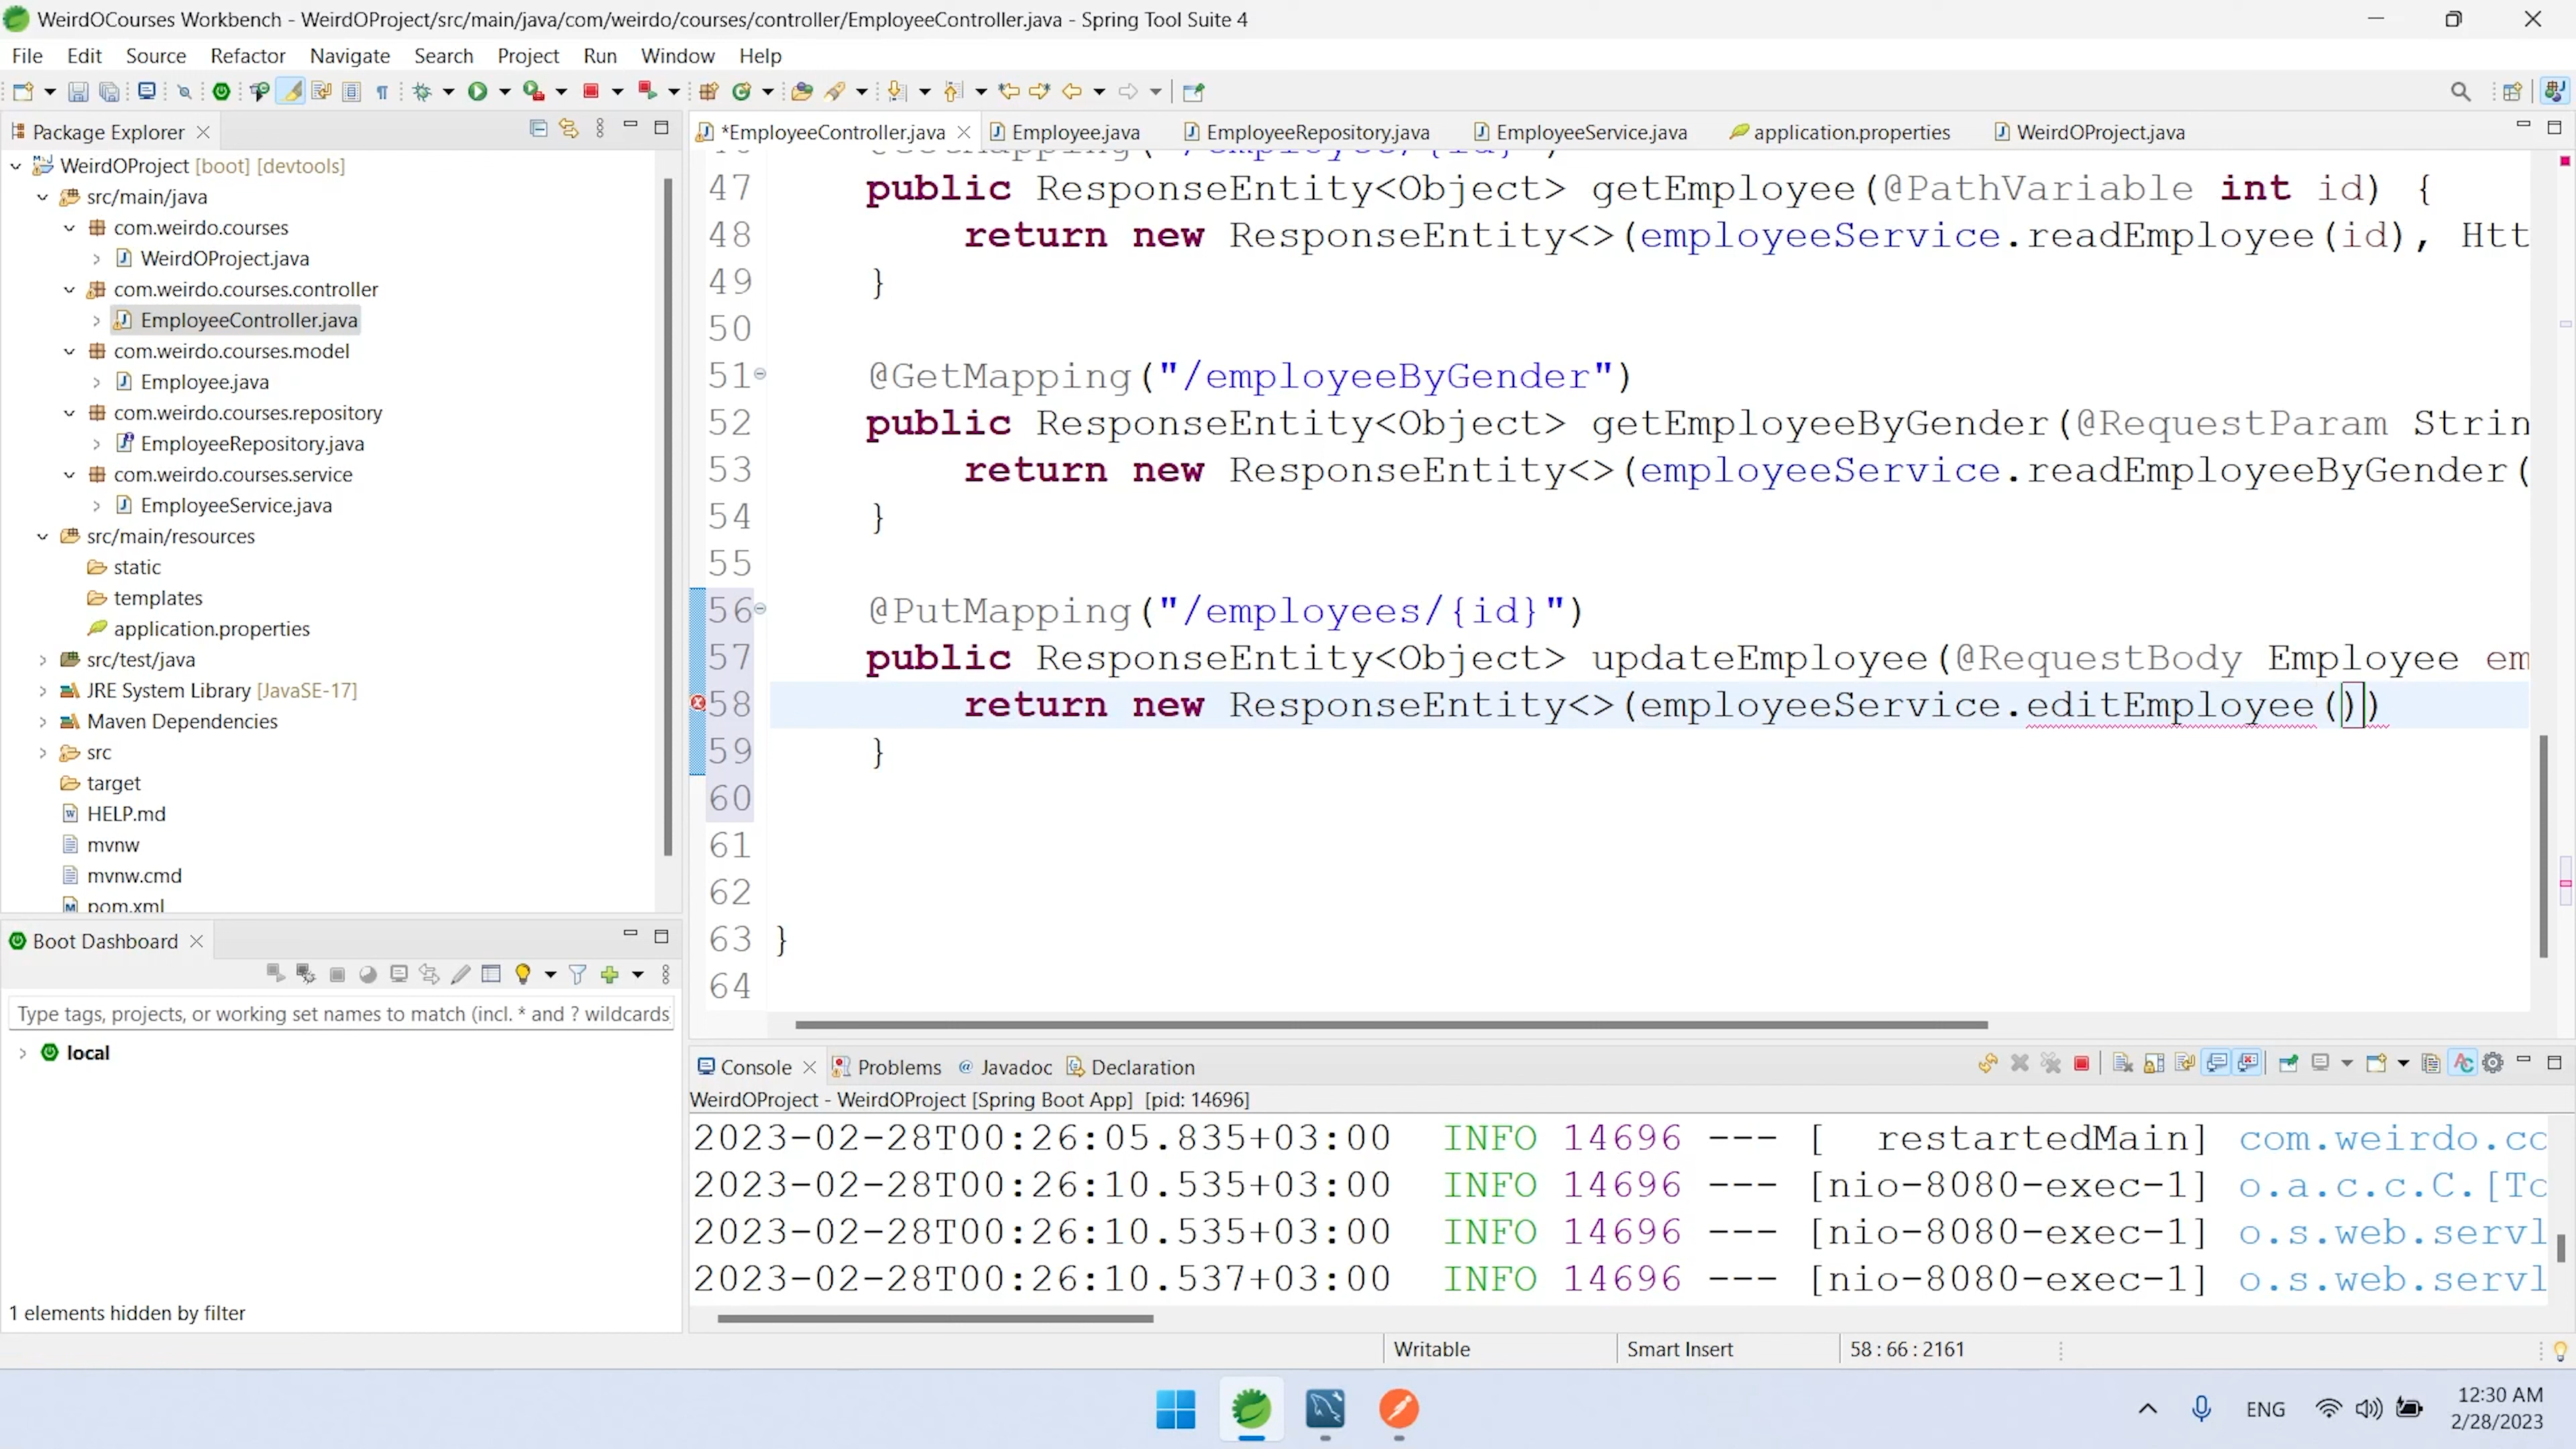 WeirdOCourses Workbench - WeirdOProject/src/main/java/com/weirdo/courses/controller/EmployeeController.java - Spring Tool Suite 4
File Edit Source Refactor Navigate Search Project Run Window Help
Package Explorer
WeirdOProject [boot] [devtools]
src/main/java
com.weirdo.courses
WeirdOProject.java
com.weirdo.courses.controller
EmployeeController.java
com.weirdo.courses.model
Employee.java
com.weirdo.courses.repository
EmployeeRepository.java
com.weirdo.courses.service
EmployeeService.java
src/main/resources
static
templates
application.properties
src/test/java
JRE System Library [JavaSE-17]
Maven Dependencies
src
target
HELP.md
mvnw
mvnw.cmd
pom.xml
Boot Dashboard
Type tags, projects, or working set names to match (incl. * and ? wildcards
local
1 elements hidden by filter
*EmployeeController.java Employee.java EmployeeRepository.java EmployeeService.java application.properties WeirdOProject.java
47 public ResponseEntity<Object> getEmployee(@PathVariable int id) {
48 return new ResponseEntity<>(employeeService.readEmployee(id), Htt
49 }
50
51 @GetMapping("/employeeByGender")
52 public ResponseEntity<Object> getEmployeeByGender(@RequestParam Strin
53 return new ResponseEntity<>(employeeService.readEmployeeByGender(
54 }
55
56 @PutMapping("/employees/{id}")
57 public ResponseEntity<Object> updateEmployee(@RequestBody Employee em
58 return new ResponseEntity<>(employeeService.editEmployee())
59 }
60
61
62
63 }
64
Console Problems Javadoc Declaration
WeirdOProject - WeirdOProject [Spring Boot App] [pid: 14696]
2023-02-28T00:26:05.835+03:00 INFO 14696 --- [ restartedMain] com.weirdo.co
2023-02-28T00:26:10.535+03:00 INFO 14696 --- [nio-8080-exec-1] o.a.c.c.C.[To
2023-02-28T00:26:10.535+03:00 INFO 14696 --- [nio-8080-exec-1] o.s.web.servl
2023-02-28T00:26:10.537+03:00 INFO 14696 --- [nio-8080-exec-1] o.s.web.servl
Writable Smart Insert 58 : 66 : 2161
ENG
12:30 AM
2/28/2023